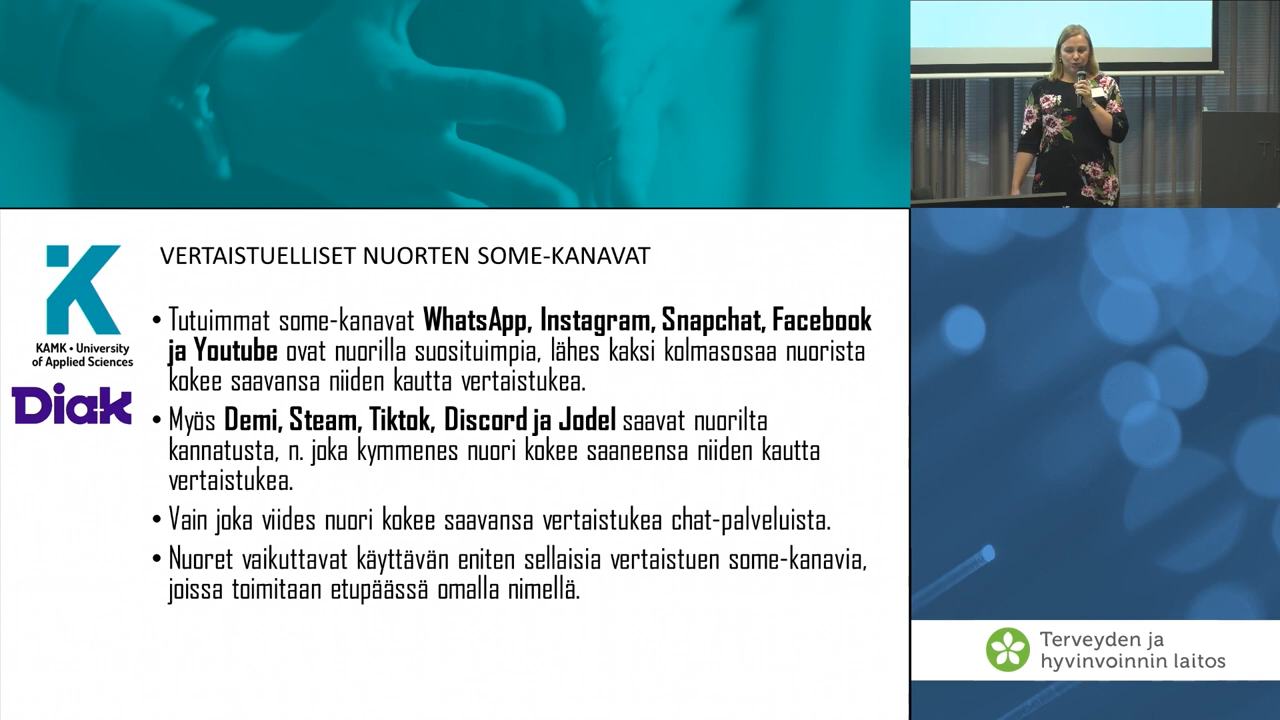 VERTAISTUELLISET NUORTEN SOME-KANAVAT
• Tutuimmat some-kanavat WhatsApp, Instagram, Snapchat, Facebook
ja Youtube ovat nuorilla suosituimpia, lähes kaksi kolmasosaa nuorista
kokee saavansa niiden kautta vertaistukea.
• Myös Demi, Steam, Tiktok, Discord ja Jodel saavat nuorilta
kannatusta, n. joka kymmenes nuori kokee saaneensa niiden kautta
vertaistukea.
• Vain joka viides nuori kokee saavansa vertaistukea chat-palveluista.
• Nuoret vaikuttavat käyttävän eniten sellaisia vertaistuen some-kanavia,
joissa toimitaan etupäässä omalla nimellä.
K
KAMK • University
of Applied Sciences
Diak
Terveyden ja
hyvinvoinnin laitos